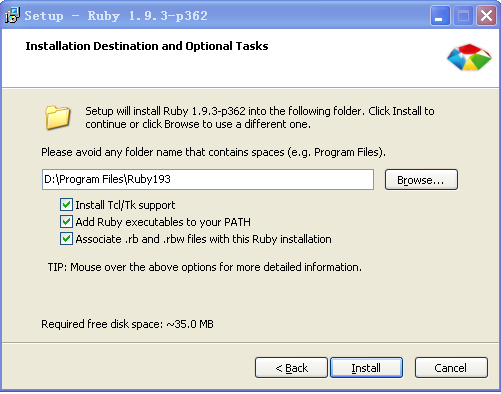 Setup - Ruby 1.9.3-p362
Installation Destination and Optional Tasks
Setup will install Ruby 1.9.3-p362 into the following folder. Click Install to
continue or click Browse to use a different one.
Please avoid any folder name that contains spaces (e.g. Program Files).
D:\Program Files\Ruby193
Browse...
Install Tcl/Tk support
Add Ruby executables to your PATH
Associate .rb and .rbw files with this Ruby installation
TIP: Mouse over the above options for more detailed information.
Required free disk space: ~35.0 MB
< Back
Install
Cancel